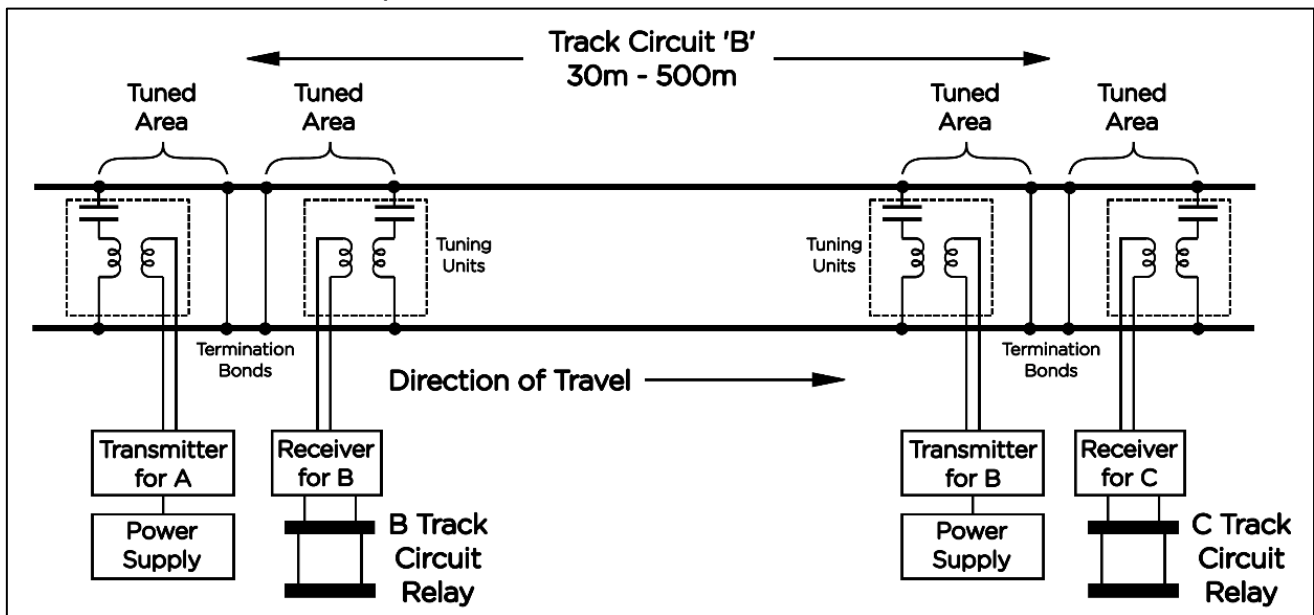 Track Circuit 'B'
30m - 500m
Tuned
Area
Tuned
Area
Tuned
Area
Tuned
Area
Tuning
Units
Tuning
Units
Termination
Bonds
Termination
Bonds
Direction of Travel
Transmitter
for A
Receiver
for B
Transmitter
for B
Receiver
for C
Power
Supply
B Track
Circuit
Relay
Power
Supply
C Track
Circuit
Relay